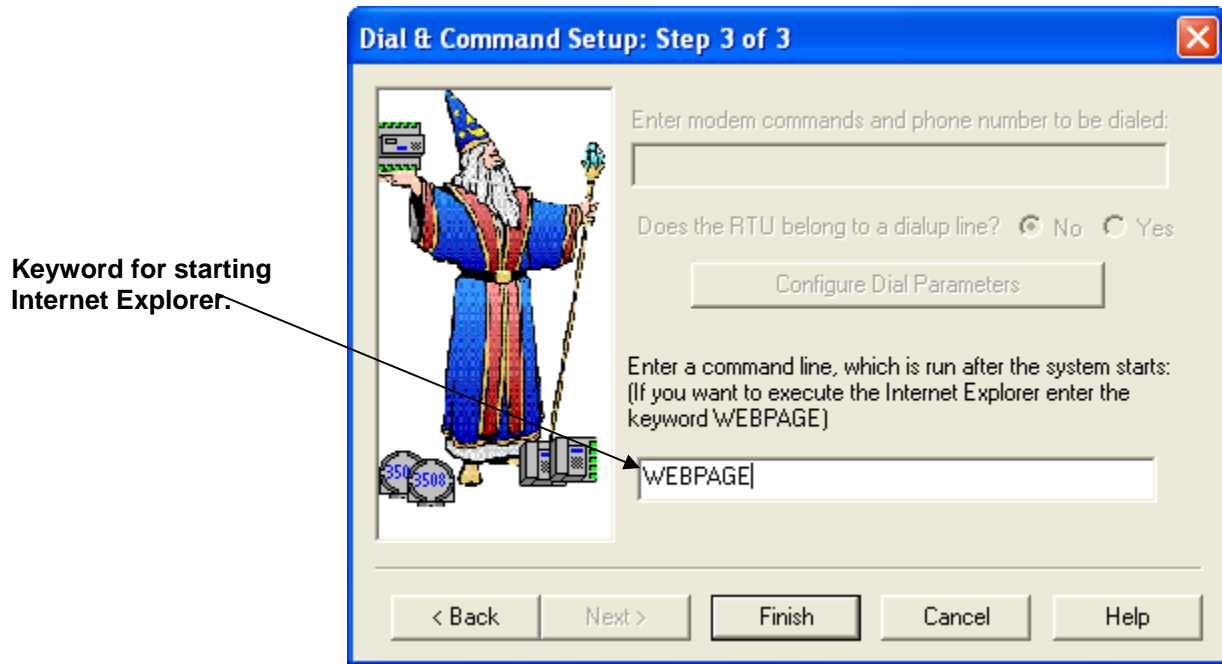 Dial & Command Setup: Step 3 of 3
Enter modem commands and phone number to be dialed:
Does the RTU belong to a dialup line? No Yes
Configure Dial Parameters
Keyword for starting
Internet Explorer.
Enter a command line, which is run after the system starts:
(If you want to execute the Internet Explorer enter the
keyword WEBPAGE)
WEBPAGE
350 3508
< Back Next > Finish Cancel Help